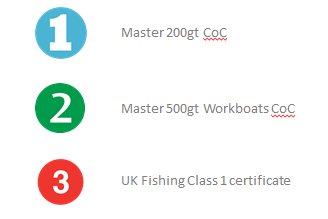 1 Master 200gt CoC
2 Master 500gt Workboats CoC
3 UK Fishing Class 1 certificate